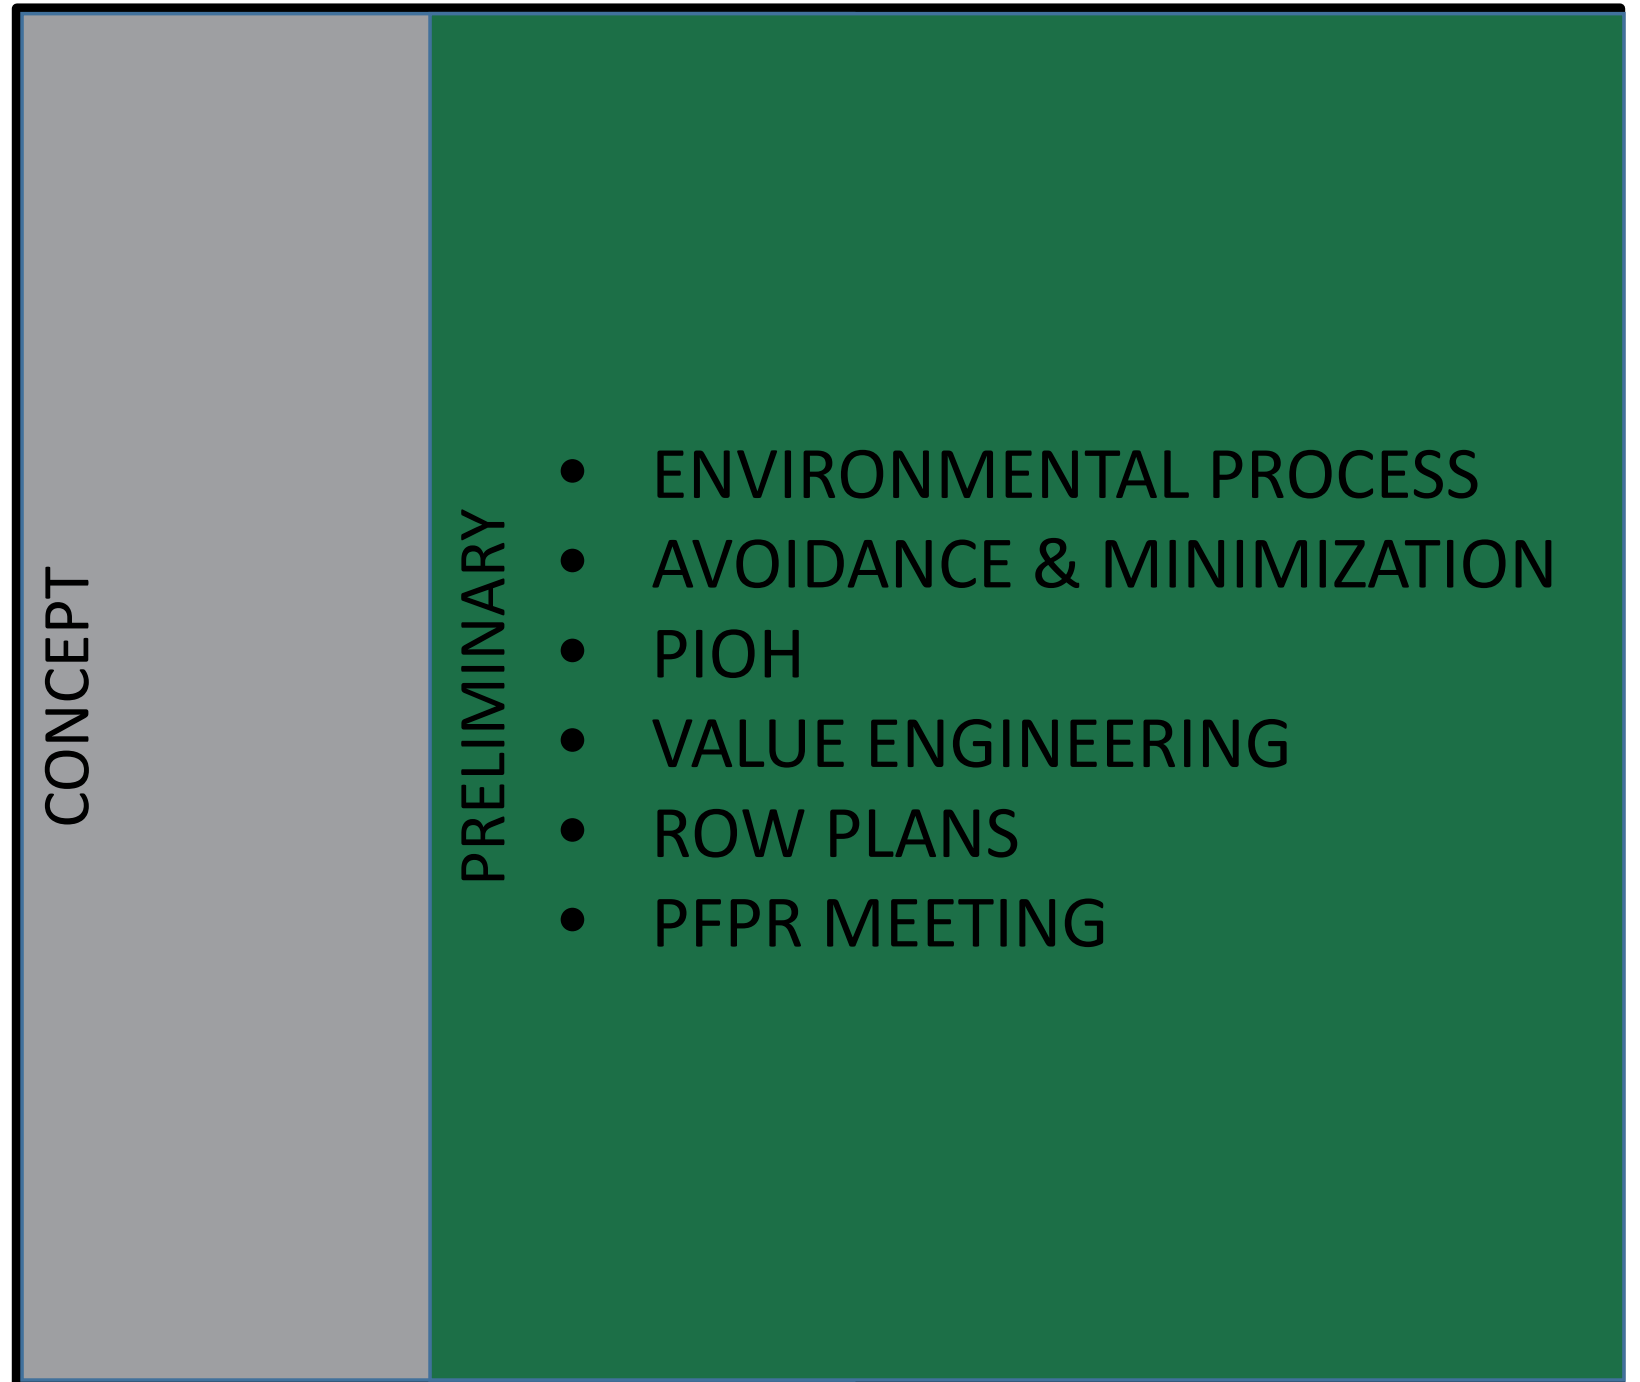 CONCEPT
PRELIMINARY
• ENVIRONMENTAL PROCESS
• AVOIDANCE & MINIMIZATION
• PIOH
• VALUE ENGINEERING
• ROW PLANS
• PFPR MEETING